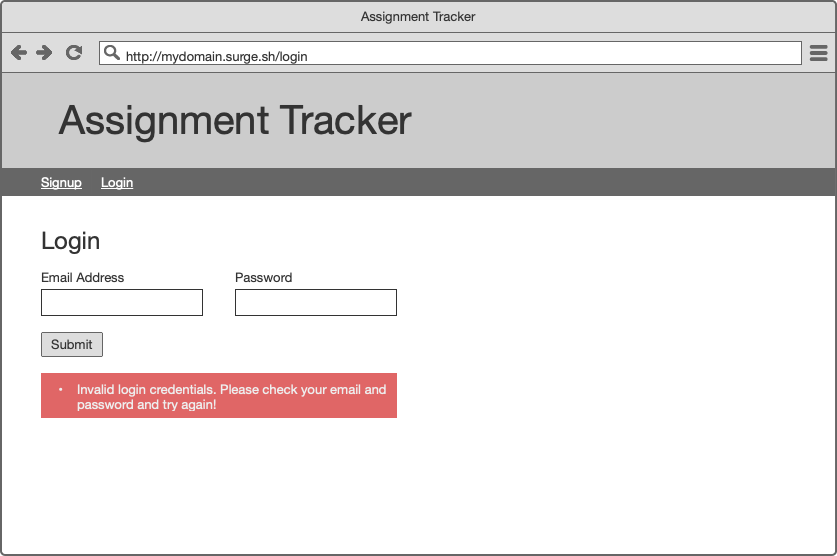 Assignment Tracker
http://mydomain.surge.sh/login
Assignment Tracker
Signup Login
Login
Email Address Password
Submit
• Invalid login credentials. Please check your email and
password and try again!